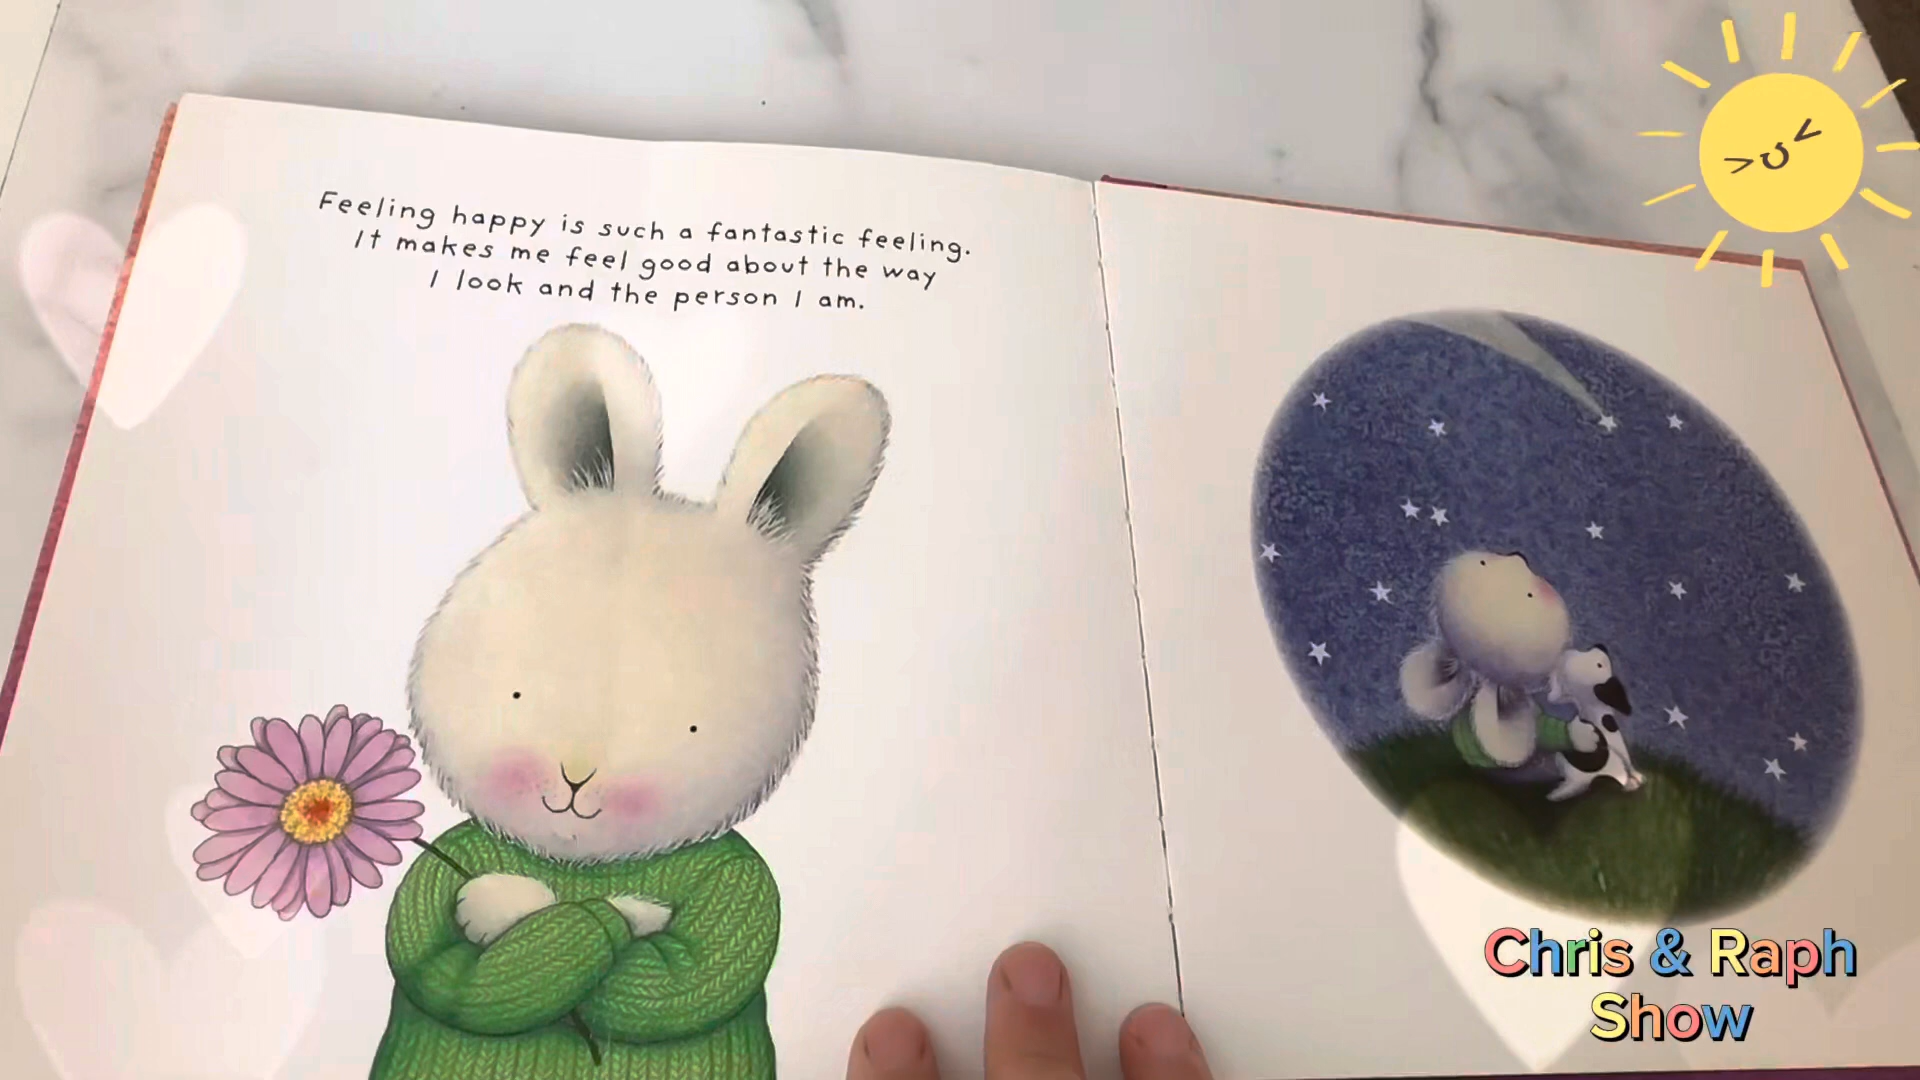 Feeling happy is such a fantastic feeling.
It makes me feel good about the way
I look and the person I am.
Chris & Raph
Show